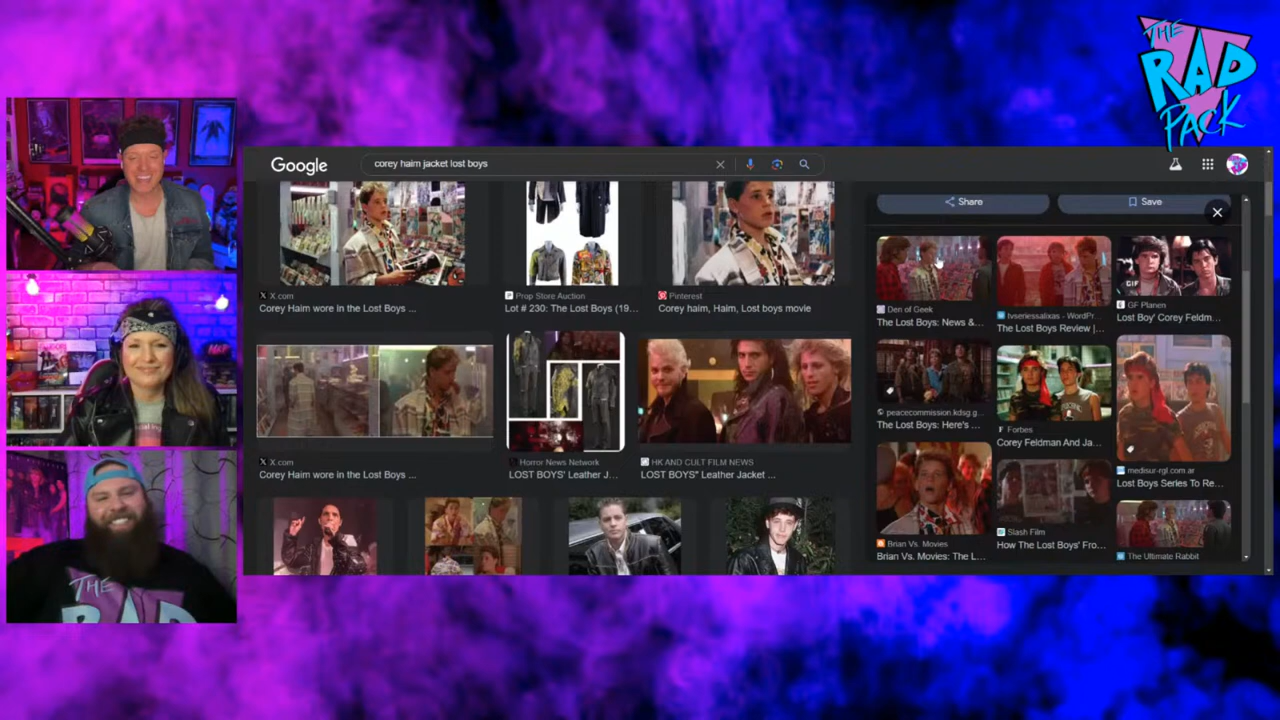 THE
RAD
PACK
Google
corey haim jacket lost boys
Share
Save
X.com
Corey Haim wore in the Lost Boys ...
Prop Store Auction
Lot # 230: The Lost Boys (19...
Pinterest
Corey haim, Haim, Lost boys movie
X.com
Corey Haim wore in the Lost Boys ...
Horror News Network
LOST BOYS' Leather J...
HK AND CULT FILM NEWS
LOST BOYS" Leather Jacket ...
Den of Geek
The Lost Boys: News &...
tvseriessalixas - WordPr...
The Lost Boys Review |...
GF Planen
Lost Boy' Corey Feldm...
peacecommission.kdsg.g...
The Lost Boys: Here's ...
Forbes
Corey Feldman And Ja...
medisur-rgl.com.ar
Lost Boys Series To Re...
Brian Vs. Movies
Brian Vs. Movies: The L...
Slash Film
How The Lost Boys' Fro...
The Ultimate Rabbit
THE
RAD